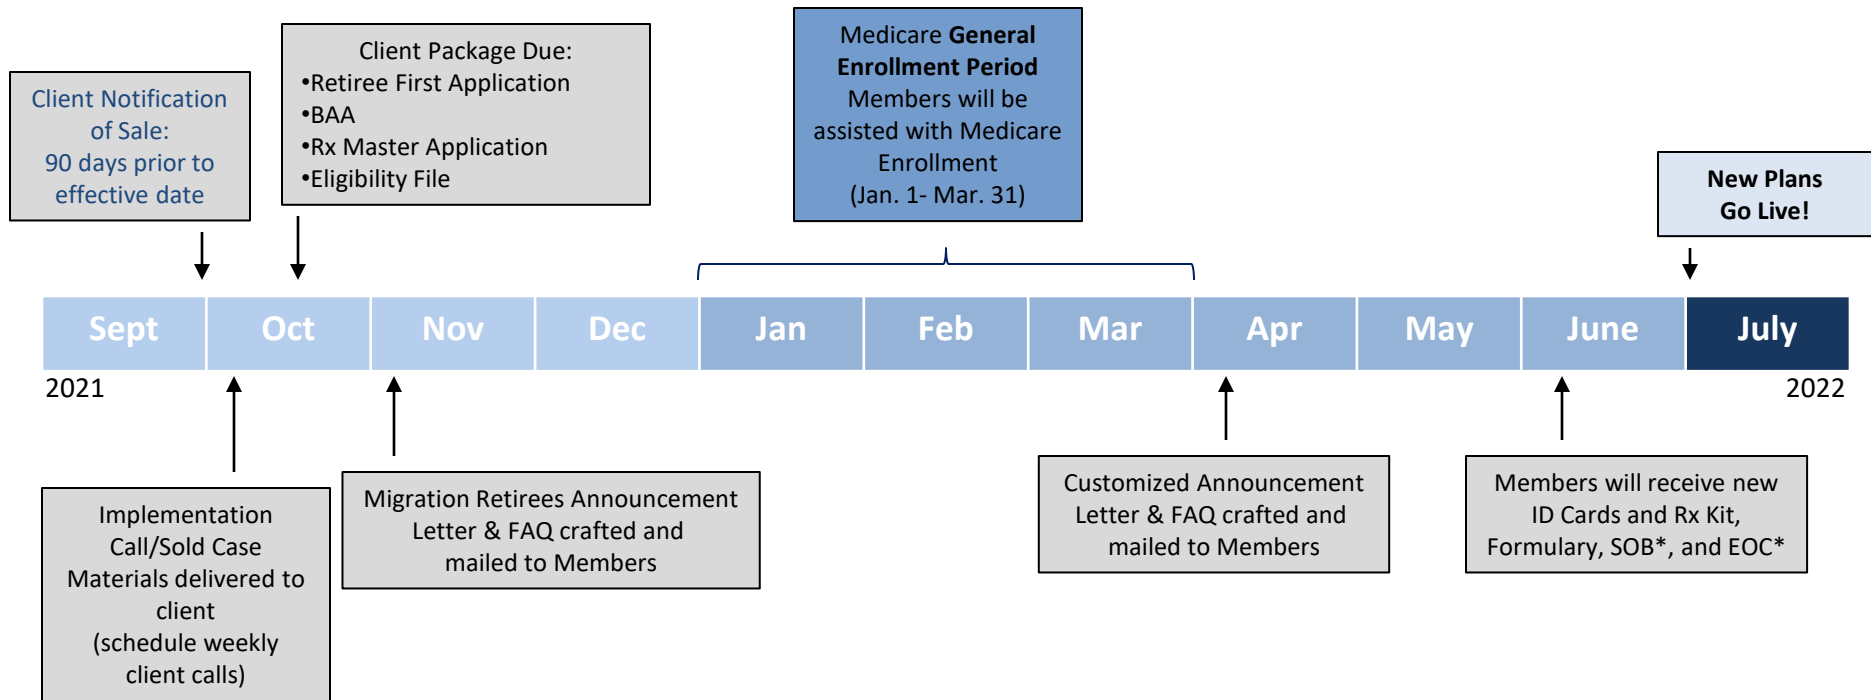 Client Notification
of Sale:
90 days prior to
effective date
Client Package Due:
•Retiree First Application
•BAA
•Rx Master Application
•Eligibility File
Medicare General
Enrollment Period
Members will be
assisted with Medicare
Enrollment
(Jan. 1- Mar. 31)
New Plans
Go Live!
Sept Oct Nov Dec Jan Feb Mar Apr May June July
2021 2022
Implementation
Call/Sold Case
Materials delivered to
client
(schedule weekly
client calls)
Migration Retirees Announcement
Letter & FAQ crafted and
mailed to Members
Customized Announcement
Letter & FAQ crafted and
mailed to Members
Members will receive new
ID Cards and Rx Kit,
Formulary, SOB*, and EOC*